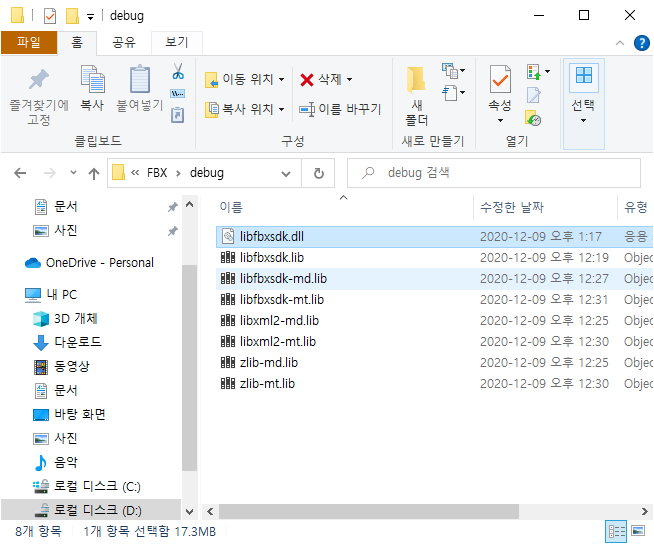 debug
파일 홈 공유 보기
즐겨찾기에 고정
복사
붙여넣기
클립보드
이동 위치
복사 위치
삭제
이름 바꾸기
구성
새 폴더
새로 만들기
속성
열기
선택
« FBX > debug
debug 검색
문서
사진
OneDrive - Personal
내 PC
3D 개체
다운로드
동영상
문서
바탕 화면
사진
음악
로컬 디스크 (C:)
로컬 디스크 (D:)
이름 수정한 날짜 유형
libfbxsdk.dll 2020-12-09 오후 1:17 응용
libfbxsdk.lib 2020-12-09 오후 12:19 Objec
libfbxsdk-md.lib 2020-12-09 오후 12:27 Objec
libfbxsdk-mt.lib 2020-12-09 오후 12:31 Objec
libxml2-md.lib 2020-12-09 오후 12:25 Objec
libxml2-mt.lib 2020-12-09 오후 12:30 Objec
zlib-md.lib 2020-12-09 오후 12:25 Objec
zlib-mt.lib 2020-12-09 오후 12:30 Objec
8개 항목 1개 항목 선택함 17.3MB